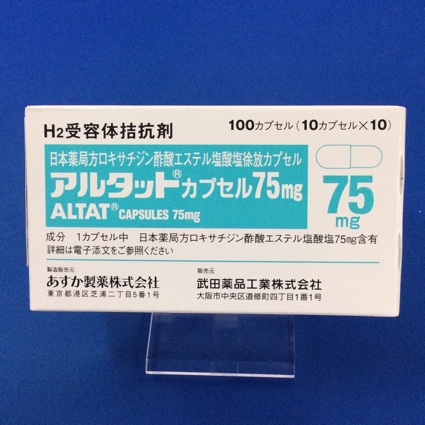 H2受容体拮抗剤
100カプセル(10カプセル×10)
日本薬局方ロキサチジン酢酸エステル塩酸塩徐放カプセル
アルタット®カプセル75mg
ALTAT® CAPSULES 75mg
75
mg
成分 1カプセル中 日本薬局方ロキサチジン酢酸エステル塩酸塩75mg含有
詳細は電子添文をご参照ください
製造販売元
あすか製薬株式会社
東京都港区芝浦二丁目5番1号
販売元
武田薬品工業株式会社
大阪市中央区道修町四丁目1番1号